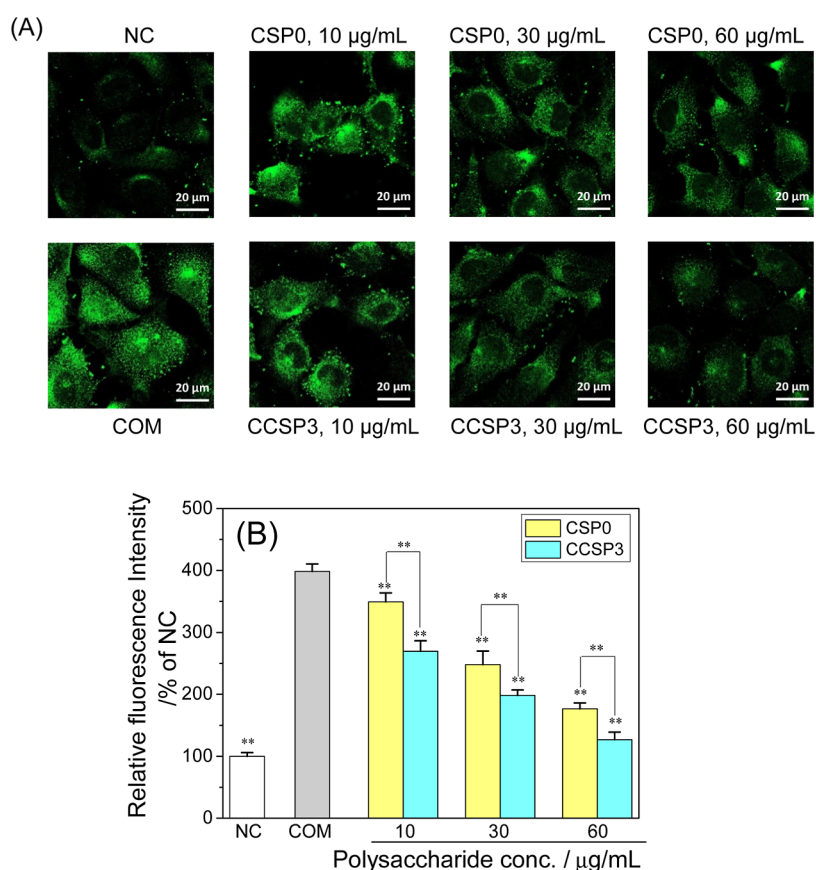 (A)
NC CSP0, 10 µg/mL CSP0, 30 µg/mL CSP0, 60 µg/mL
20 µm 20 µm 20 µm 20 µm
20 µm 20 µm 20 µm 20 µm
COM CCSP3, 10 µg/mL CCSP3, 30 µg/mL CCSP3, 60 µg/mL
(B)
CSP0
CCSP3
Relative fluorescence Intensity
/% of NC
500
400
300
200
100
0
** ** **
** ** ** ** ** ** **
NC COM 10 30 60
Polysaccharide conc. / µg/mL